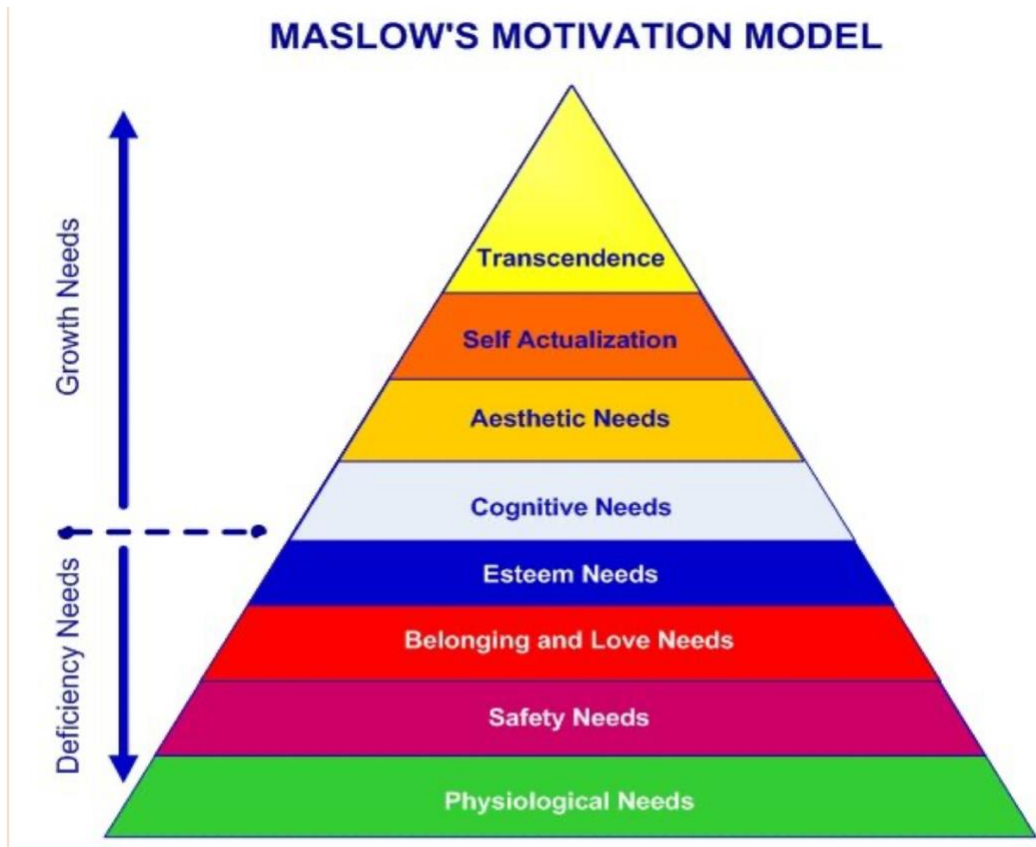 MASLOW'S MOTIVATION MODEL
Growth Needs
Deficiency Needs
Transcendence
Self Actualization
Aesthetic Needs
Cognitive Needs
Esteem Needs
Belonging and Love Needs
Safety Needs
Physiological Needs